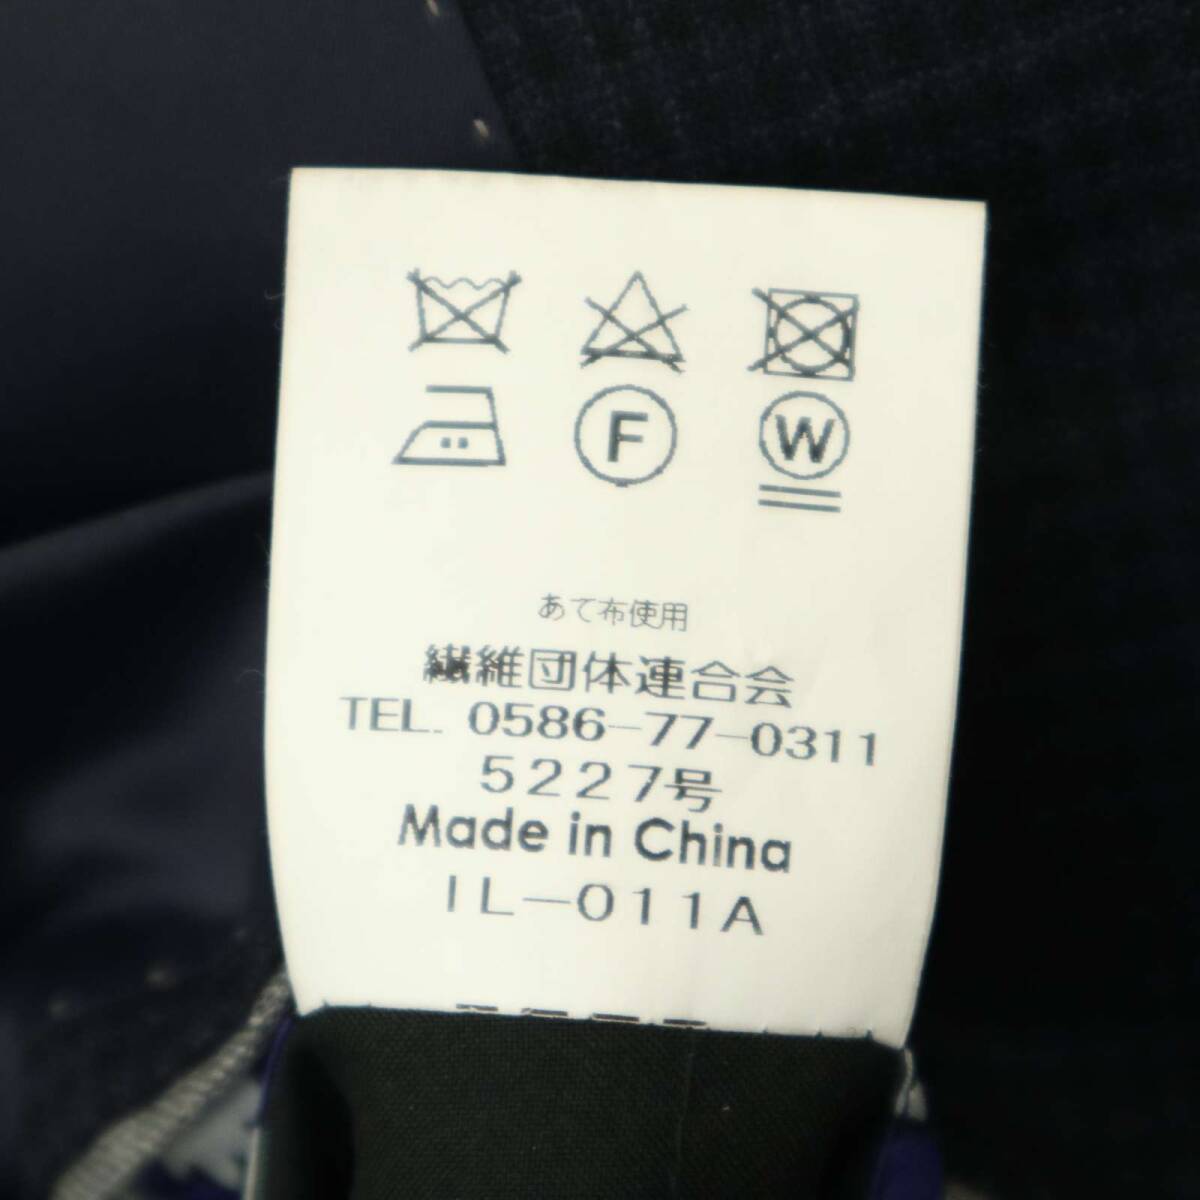 F W
あて布使用
繊維団体連合会
TEL. 0586-77-0311
5227号
Made in China
IL-011A